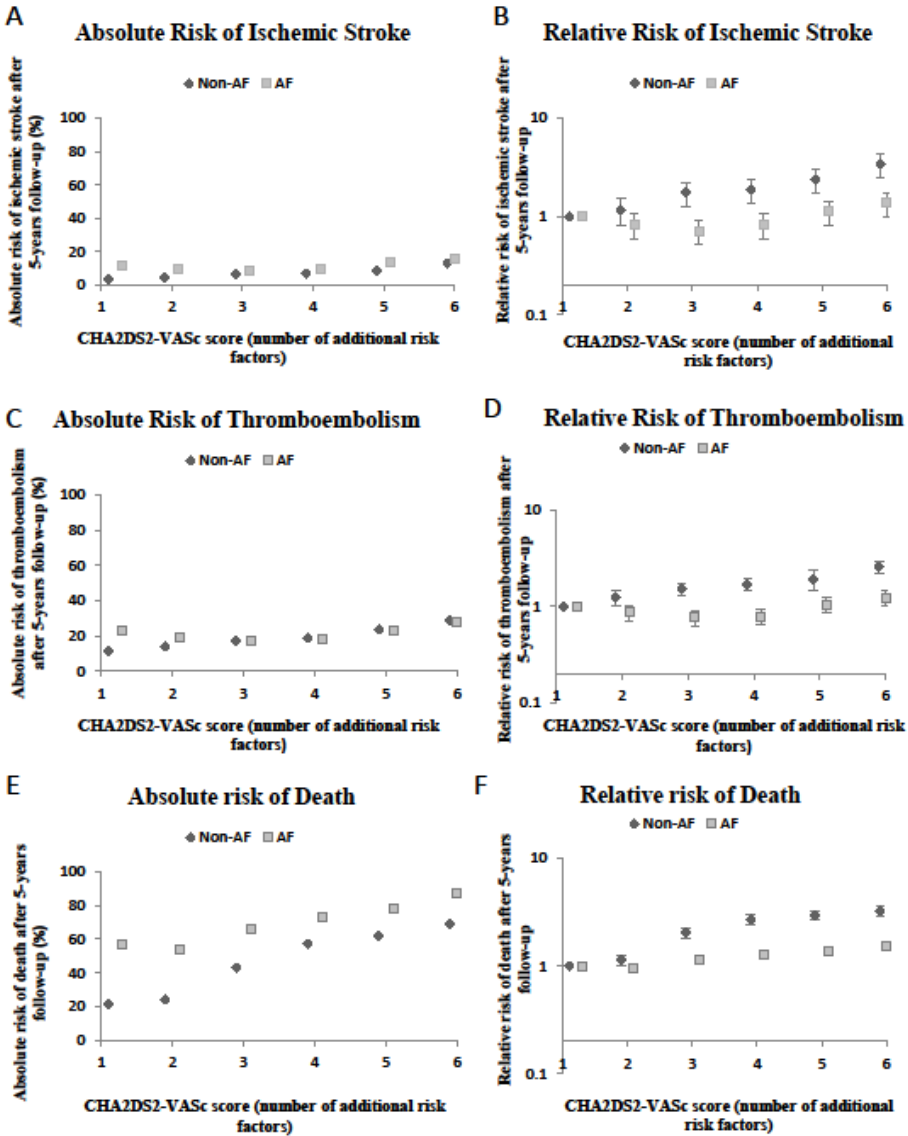 A
Absolute Risk of Ischemic Stroke
Non-AF AF
Absolute risk of ischemic stroke after
5-years follow-up (%)
100
80
60
40
20
0
1 2 3 4 5 6
CHA2DS2-VASc score (number of additional risk
factors)
B
Relative Risk of Ischemic Stroke
Non-AF AF
Relative risk of ischemic stroke after
5-years follow-up
10
1
0.1
1 2 3 4 5 6
CHA2DS2-VASc score (number of additional
risk factors)
C
Absolute Risk of Thromboembolism
Non-AF AF
Absolute risk of thromboembolism
after 5-years follow-up (%)
100
80
60
40
20
0
1 2 3 4 5 6
CHA2DS2-VASc score (number of additional risk
factors)
D
Relative Risk of Thromboembolism
Non-AF AF
Relative risk of thromboembolism after
5-years follow-up
10
1
0.1
1 2 3 4 5 6
CHA2DS2-VASc score (number of additional risk
factors)
E
Absolute risk of Death
Non-AF AF
Absolute risk of death after 5-years
follow-up (%)
100
80
60
40
20
0
1 2 3 4 5 6
CHA2DS2-VASc score (number of additional risk
factors)
F
Relative risk of Death
Non-AF AF
Relative risk of death after 5-years
follow-up
10
1
0.1
1 2 3 4 5 6
CHA2DS2-VASc score (number of additional
risk factors)